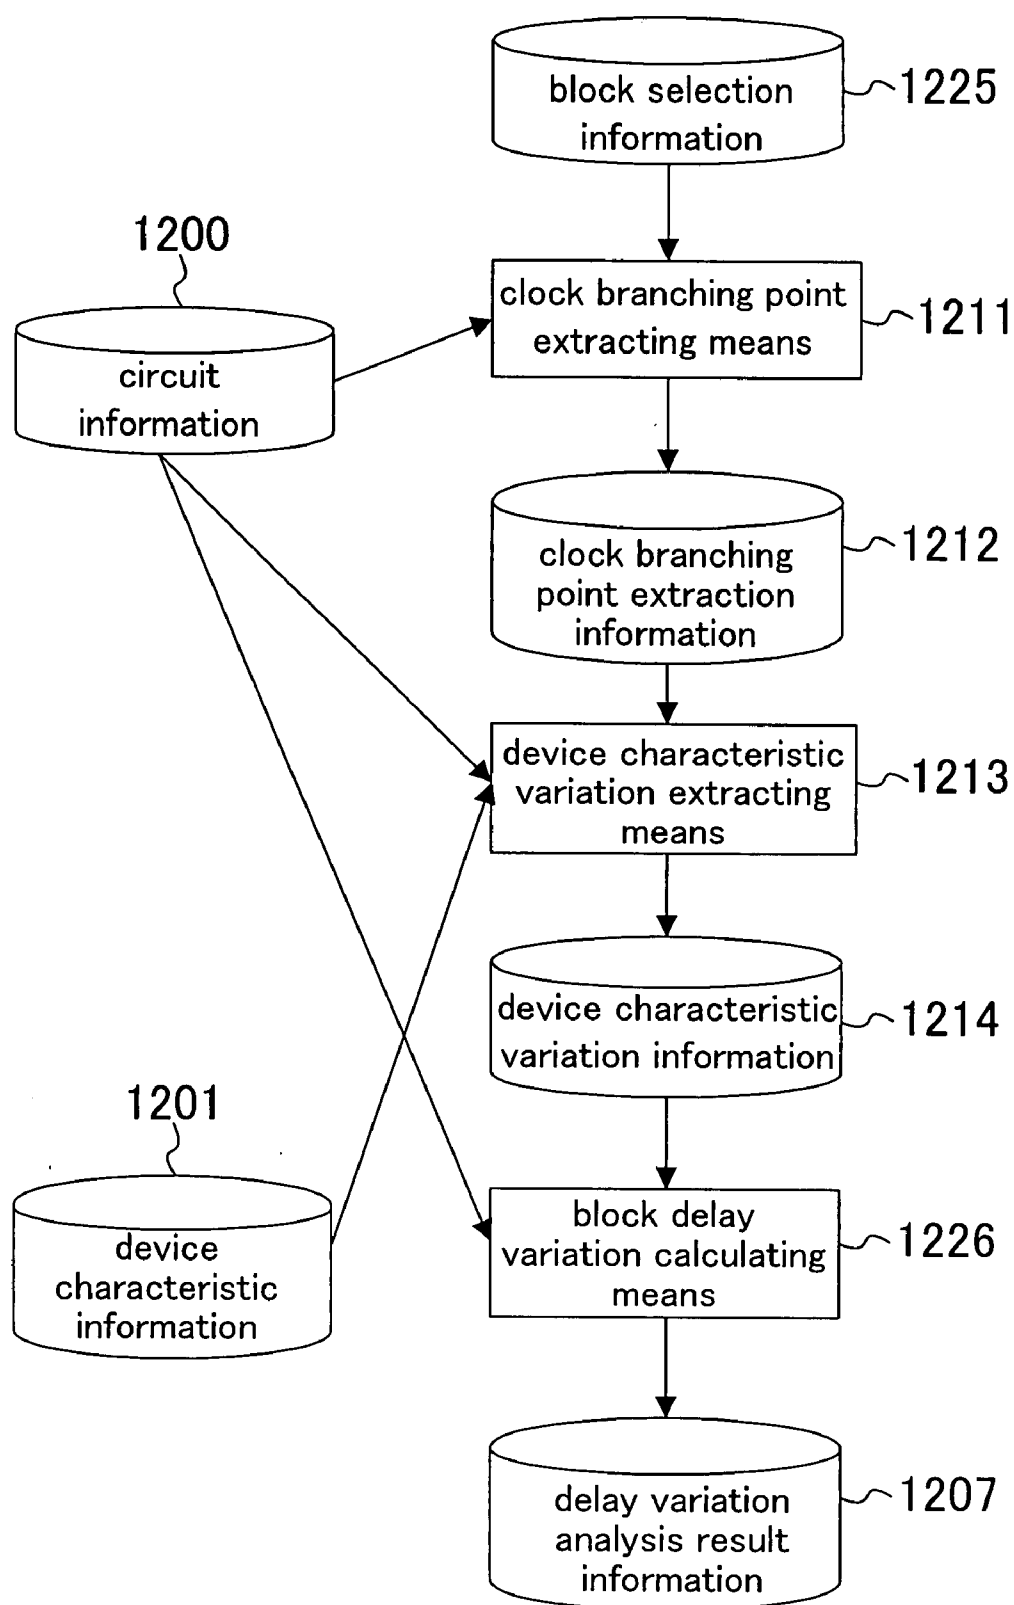 block selection
information
1225
1200
clock branching point
extracting means
1211
circuit
information
clock branching
point extraction
information
1212
device characteristic
variation extracting
means
1213
device characteristic
variation information
1214
1201
device
characteristic
information
block delay
variation calculating
means
1226
delay variation
analysis result
information
1207